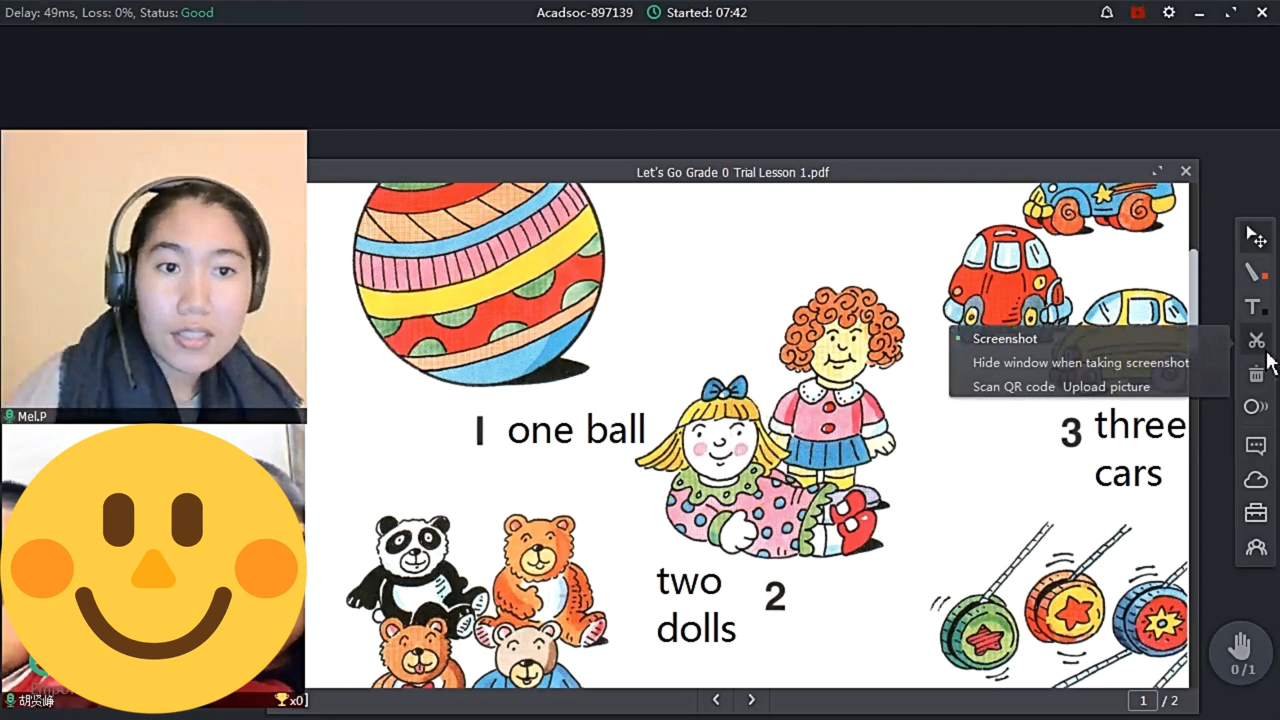 Delay: 49ms, Loss: 0%, Status: Good
Acadsoc-897139
Started: 07:42
Let's Go Grade 0 Trial Lesson 1.pdf
Screenshot
Hide window when taking screenshot
Scan QR code Upload picture
1 one ball
3 three
cars
two
dolls
2
Mel.P
胡贤峥
x0]
1 / 2
0/1